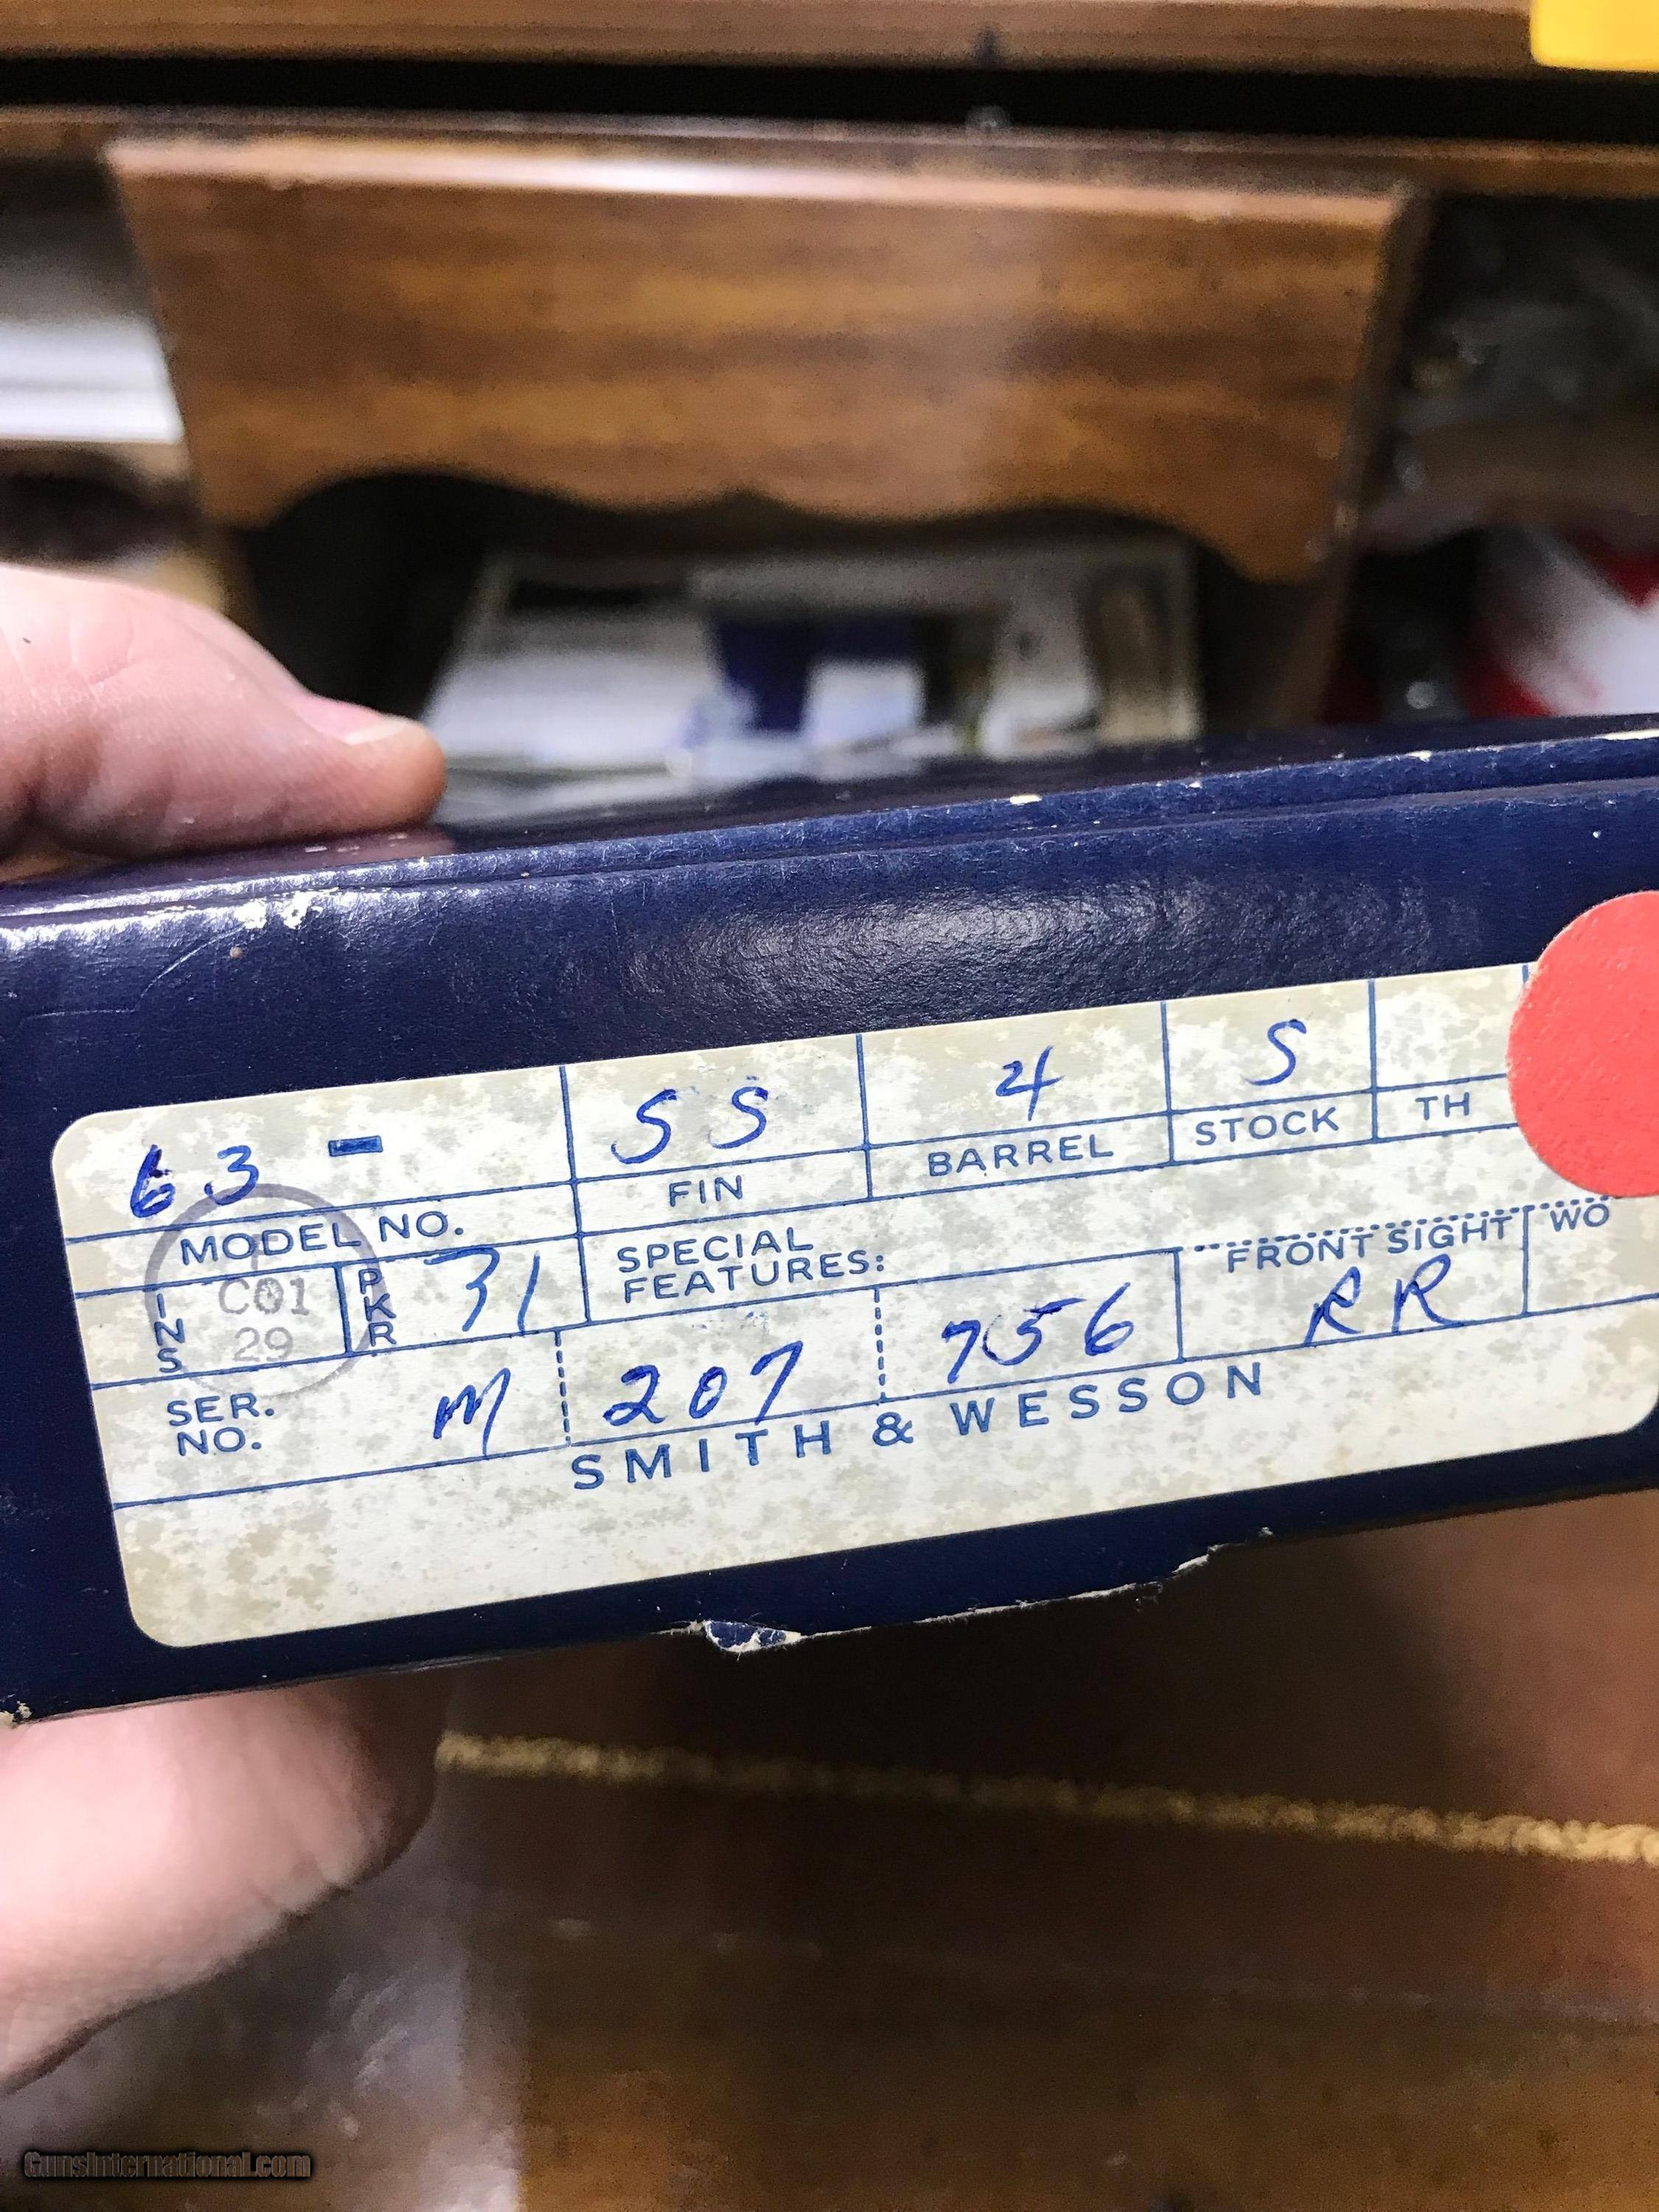 63 - SS 4 S
MODEL NO. FIN BARREL STOCK TH
INS C01 29 PKR 31 SPECIAL FEATURES: FRONT SIGHT WO
RR
SER. NO. M 207 756
SMITH & WESSON
GunsInternational.com